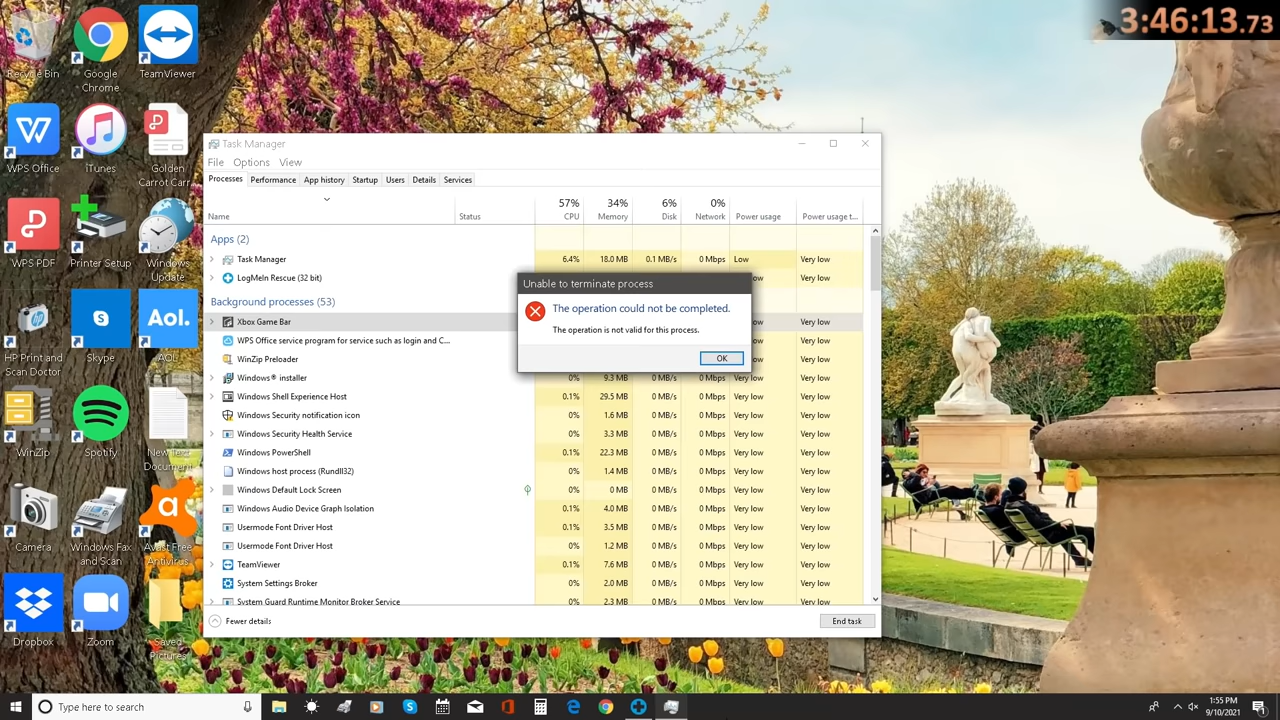 3:46:13.73
Recycle Bin
Google Chrome
TeamViewer
WPS Office
iTunes
Golden Carrot Carr...
WPS PDF
Printer Setup
Windows Update
HP Print and Scan Doctor
Skype
Aol.
AOL
WinZip
Spotify
New Text Document
Camera
Windows Fax and Scan
Avast Free Antivirus
Dropbox
Zoom
Saved Pictures
Task Manager
File Options View
Processes Performance App history Startup Users Details Services
57% 34% 6% 0%
Name Status CPU Memory Disk Network Power usage Power usage t...
Apps (2)
Task Manager 6.4% 18.0 MB 0.1 MB/s 0 Mbps Low Very low
LogMeIn Rescue (32 bit) low Very low
Background processes (53)
Xbox Game Bar low Very low
WPS Office service program for service such as login and C... low Very low
WinZip Preloader low Very low
Windows® installer 0% 9.3 MB 0 MB/s 0 Mbps Very low Very low
Windows Shell Experience Host 0.1% 29.5 MB 0 MB/s 0 Mbps Very low Very low
Windows Security notification icon 0% 1.6 MB 0 MB/s 0 Mbps Very low Very low
Windows Security Health Service 0% 3.3 MB 0 MB/s 0 Mbps Very low Very low
Windows PowerShell 0.1% 22.3 MB 0 MB/s 0 Mbps Very low Very low
Windows host process (Rundll32) 0% 1.4 MB 0 MB/s 0 Mbps Very low Very low
Windows Default Lock Screen 0% 0 MB 0 MB/s 0 Mbps Very low Very low
Windows Audio Device Graph Isolation 0.1% 4.0 MB 0 MB/s 0 Mbps Very low Very low
Usermode Font Driver Host 0.1% 3.5 MB 0 MB/s 0 Mbps Very low Very low
Usermode Font Driver Host 0% 1.2 MB 0 MB/s 0 Mbps Very low Very low
TeamViewer 0.1% 7.6 MB 0 MB/s 0 Mbps Very low Very low
System Settings Broker 0% 2.0 MB 0 MB/s 0 Mbps Very low Very low
System Guard Runtime Monitor Broker Service 0% 2.3 MB 0 MB/s 0 Mbps Very low Very low
Fewer details
End task
Unable to terminate process
The operation could not be completed.
The operation is not valid for this process.
OK
Type here to search
1:55 PM
9/10/2021